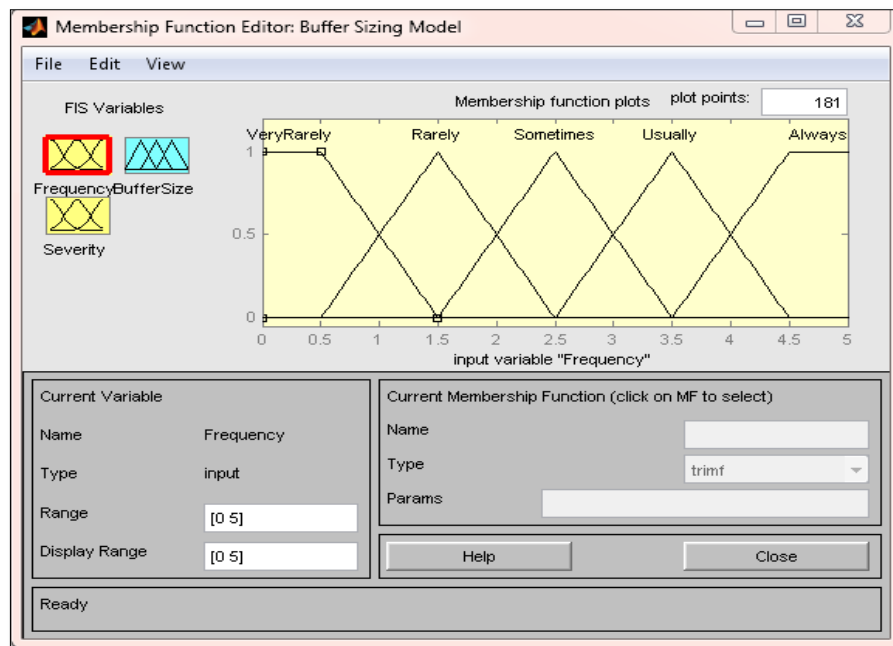 Membership Function Editor: Buffer Sizing Model
File Edit View
FIS Variables
Membership function plots plot points: 181
Frequency BufferSize
Severity
VeryRarely Rarely Sometimes Usually Always
1
0.5
0
0 0.5 1 1.5 2 2.5 3 3.5 4 4.5 5
input variable "Frequency"
Current Variable
Name Frequency
Type input
Range [0 5]
Display Range [0 5]
Current Membership Function (click on MF to select)
Name
Type trimf
Params
Help Close
Ready